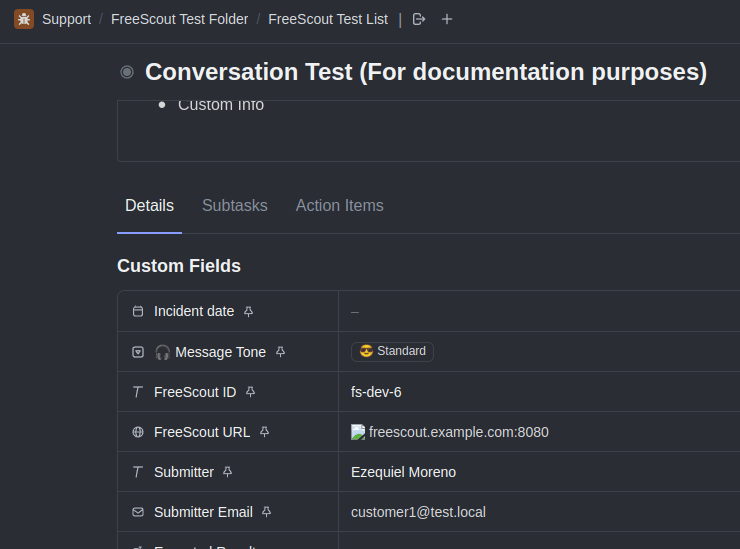 Support / FreeScout Test Folder / FreeScout Test List |
Conversation Test (For documentation purposes)
• Custom Info
Details Subtasks Action Items
Custom Fields
Incident date –
🎧 Message Tone 😎 Standard
FreeScout ID fs-dev-6
FreeScout URL freescout.example.com:8080
Submitter Ezequiel Moreno
Submitter Email customer1@test.local